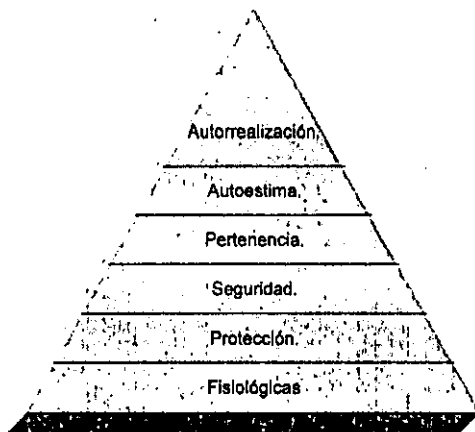 Autorrealización.
Autoestima.
Pertenencia.
Seguridad.
Protección.
Fisiológicas